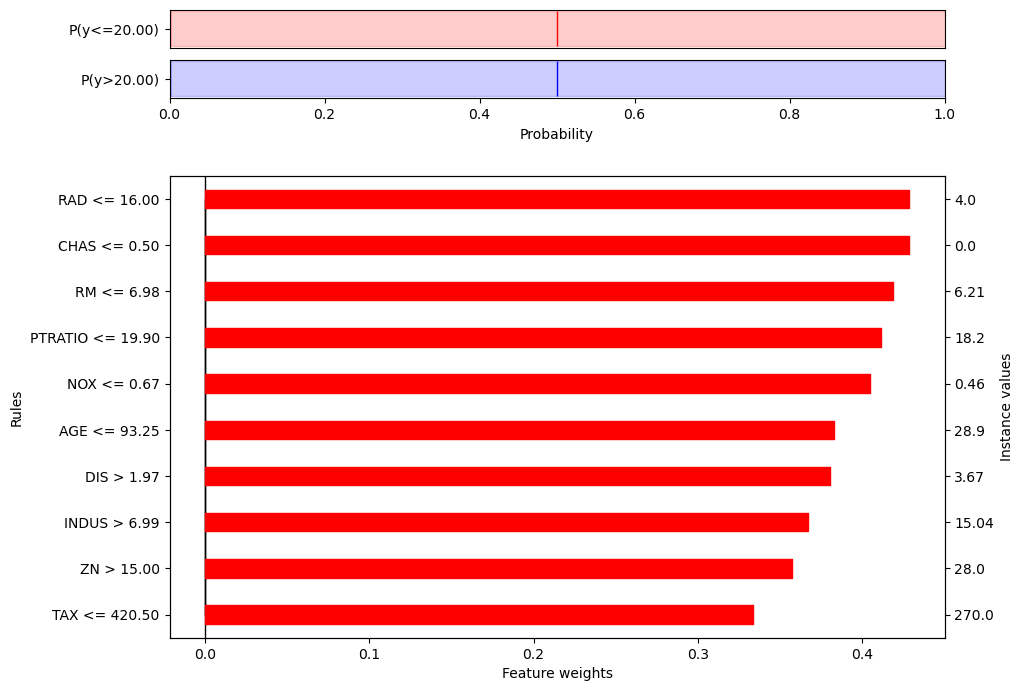 P(y<=20.00)
P(y>20.00)
0.0 0.2 0.4 0.6 0.8 1.0
Probability
RAD <= 16.00 4.0
CHAS <= 0.50 0.0
RM <= 6.98 6.21
PTRATIO <= 19.90 18.2
NOX <= 0.67 0.46
AGE <= 93.25 28.9
DIS > 1.97 3.67
INDUS > 6.99 15.04
ZN > 15.00 28.0
TAX <= 420.50 270.0
Rules
Instance values
0.0 0.1 0.2 0.3 0.4
Feature weights